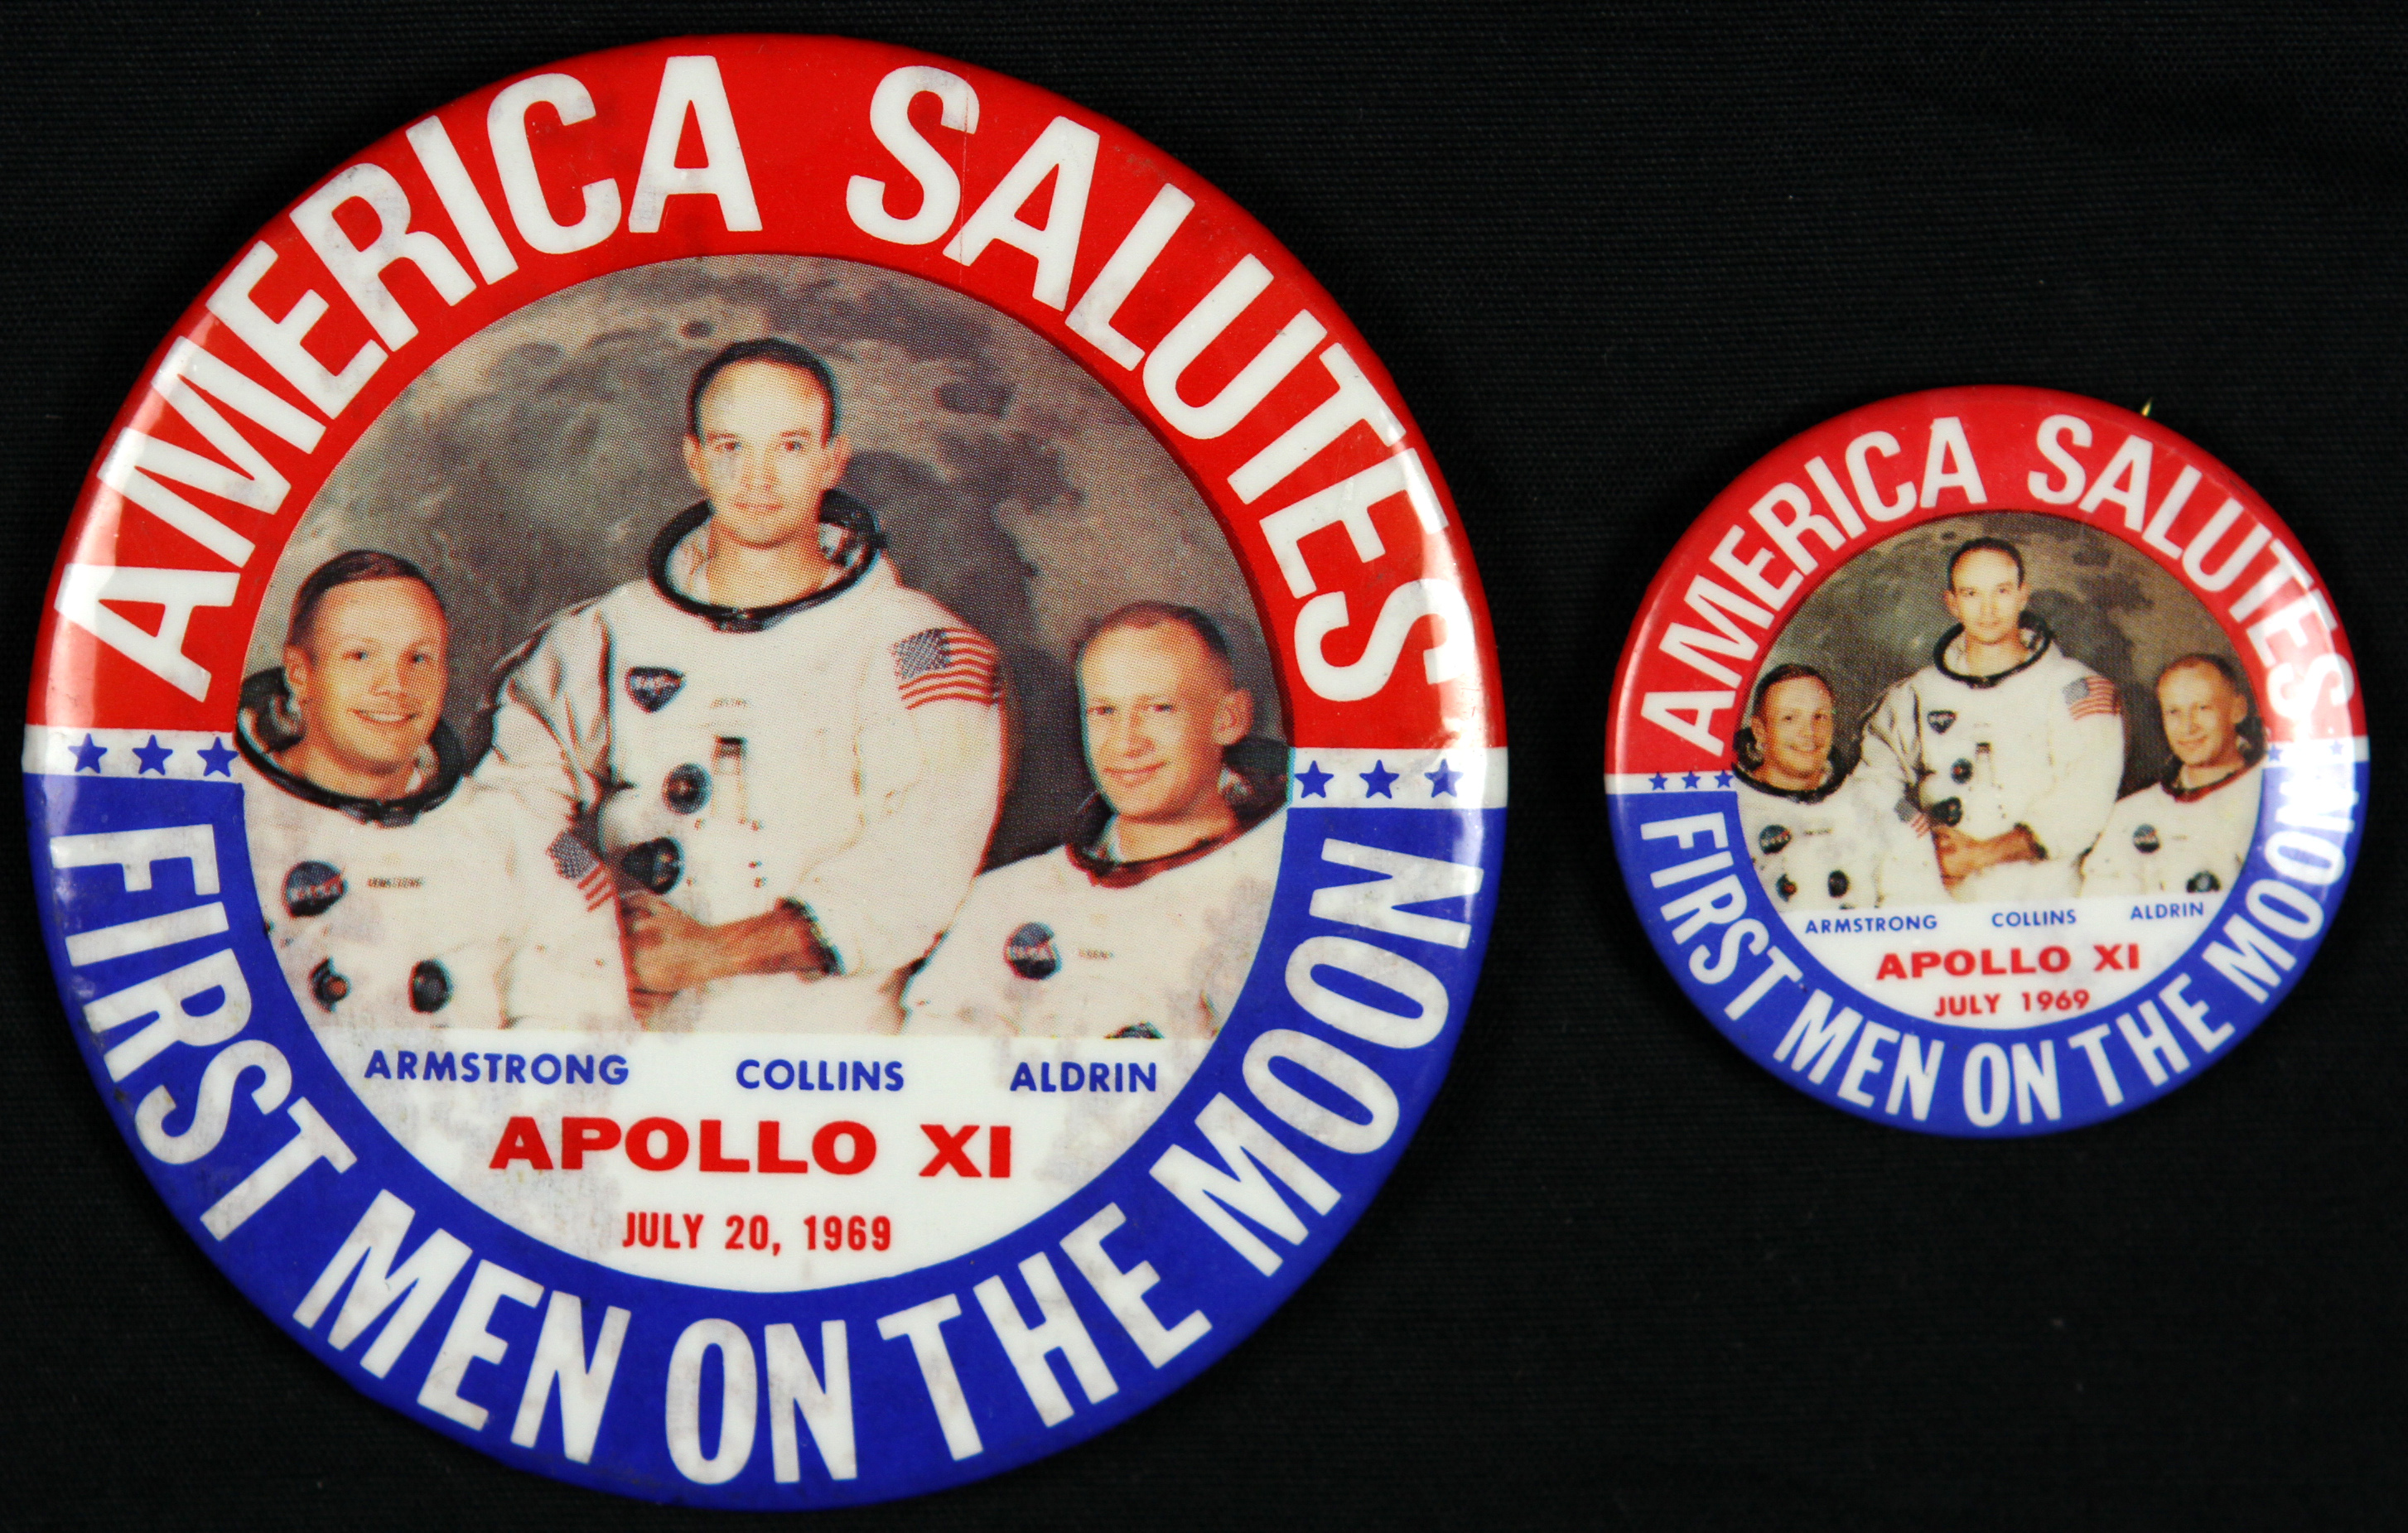 AMERICA SALUTES
ARMSTRONG COLLINS ALDRIN
APOLLO XI
JULY 20, 1969
FIRST MEN ON THE MOON
AMERICA SALUTES
ARMSTRONG COLLINS ALDRIN
APOLLO XI
JULY 1969
FIRST MEN ON THE MOON